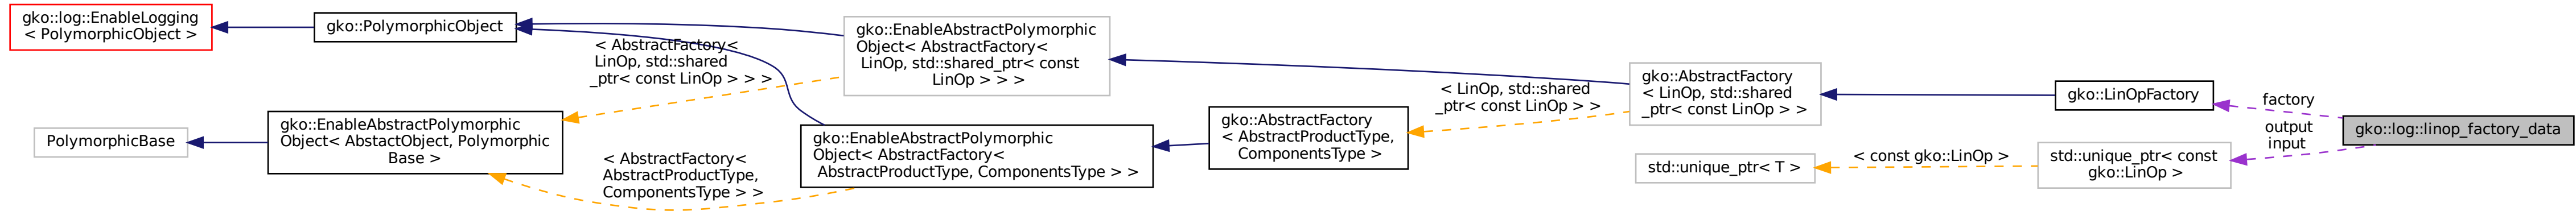 gko::log::EnableLogging
< PolymorphicObject >
gko::PolymorphicObject
< AbstractFactory<
LinOp, std::shared
_ptr< const LinOp > > >
gko::EnableAbstractPolymorphic
Object< AbstractFactory<
LinOp, std::shared_ptr< const
LinOp > > >
< LinOp, std::shared
_ptr< const LinOp > >
gko::AbstractFactory
< LinOp, std::shared
_ptr< const LinOp > >
gko::LinOpFactory
factory
gko::log::linop_factory_data
output
input
PolymorphicBase
gko::EnableAbstractPolymorphic
Object< AbstactObject, Polymorphic
Base >
< AbstractFactory<
AbstractProductType,
ComponentsType > >
gko::EnableAbstractPolymorphic
Object< AbstractFactory<
AbstractProductType, ComponentsType > >
gko::AbstractFactory
< AbstractProductType,
ComponentsType >
std::unique_ptr< T >
< const gko::LinOp >
std::unique_ptr< const
gko::LinOp >